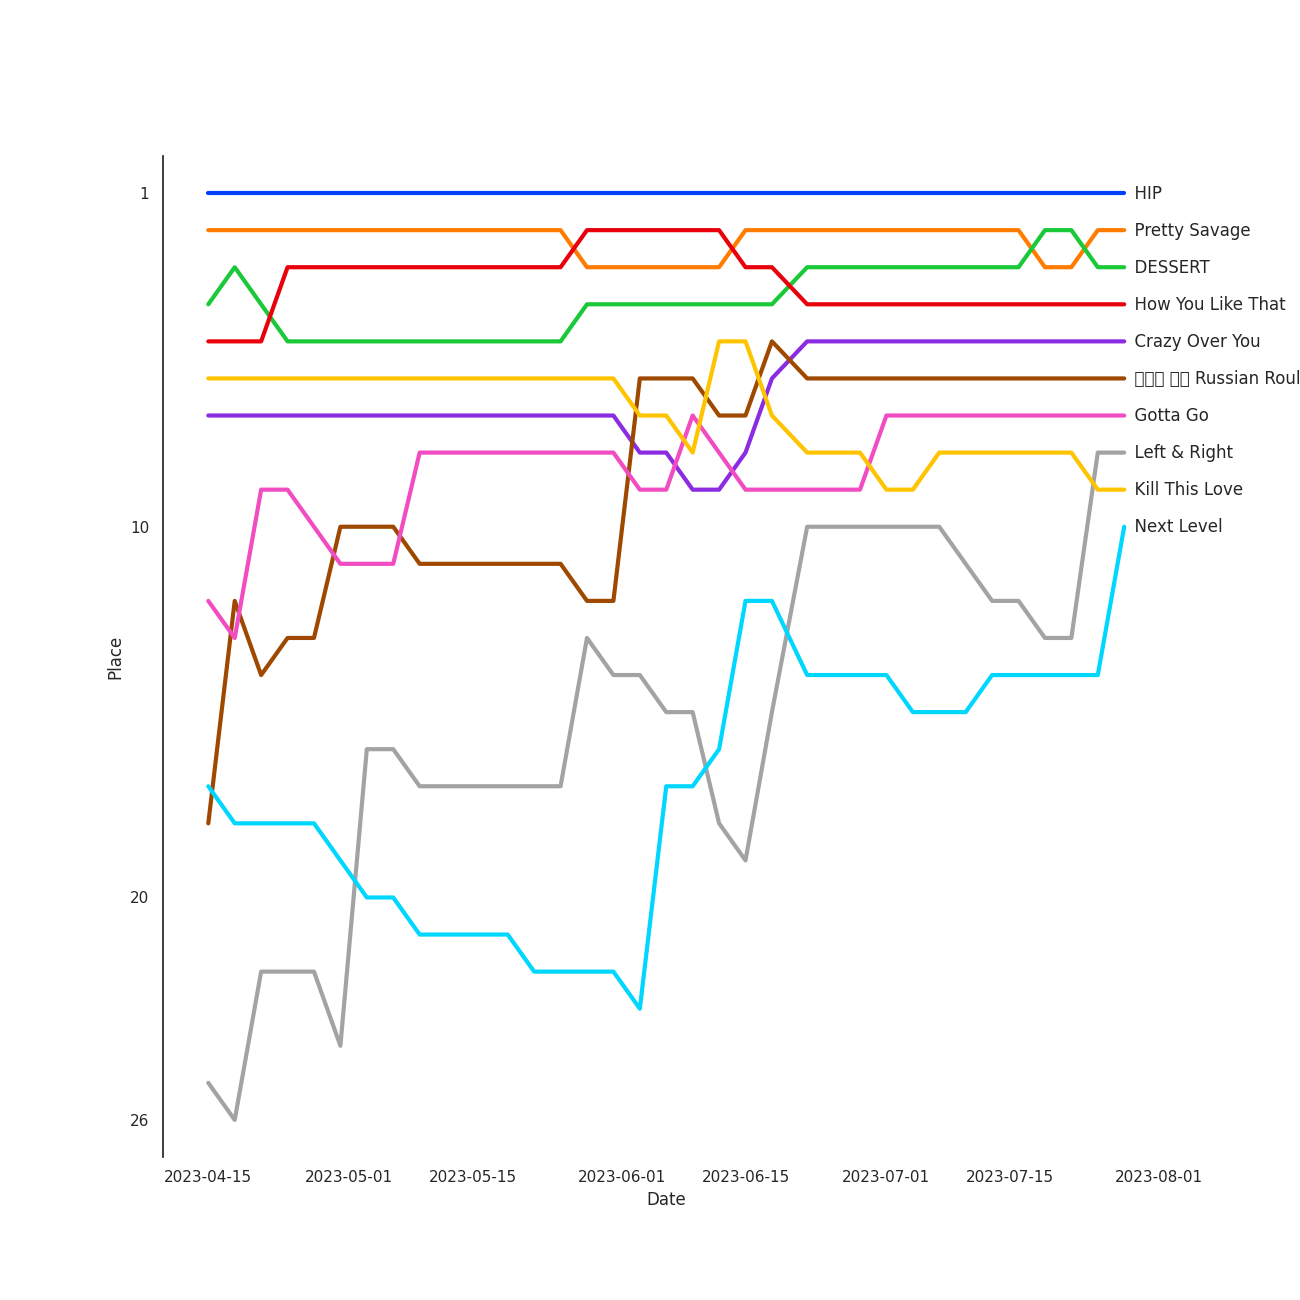 1
10
20
26
Place
HIP
Pretty Savage
DESSERT
How You Like That
Crazy Over You
Russian Roul
Gotta Go
Left & Right
Kill This Love
Next Level
2023-04-15 2023-05-01 2023-05-15 2023-06-01 2023-06-15 2023-07-01 2023-07-15 2023-08-01
Date